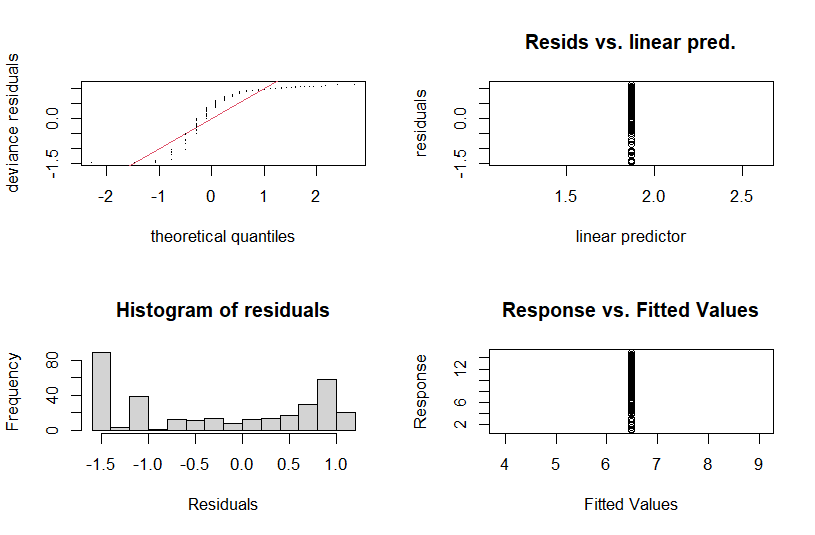 deviance residuals
0.0
-1.5
-2 -1 0 1 2
theoretical quantiles
Resids vs. linear pred.
residuals
0.0
-1.5
1.5 2.0 2.5
linear predictor
Histogram of residuals
Frequency
80
40
0
-1.5 -1.0 -0.5 0.0 0.5 1.0
Residuals
Response vs. Fitted Values
Response
12
6
2
4 5 6 7 8 9
Fitted Values